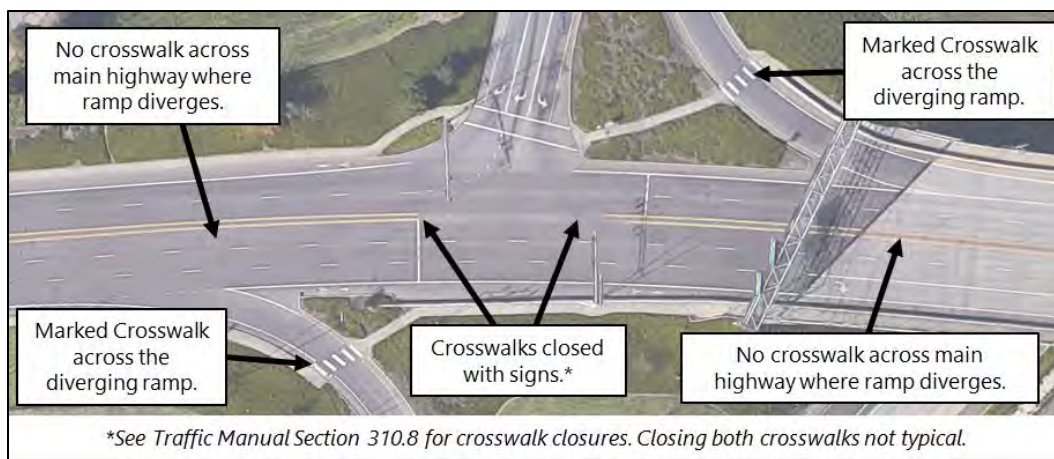 No crosswalk across
main highway where
ramp diverges.
Marked Crosswalk
across the
diverging ramp.
Marked Crosswalk
across the
diverging ramp.
Crosswalks closed
with signs.*
No crosswalk across main
highway where ramp diverges.
*See Traffic Manual Section 310.8 for crosswalk closures. Closing both crosswalks not typical.